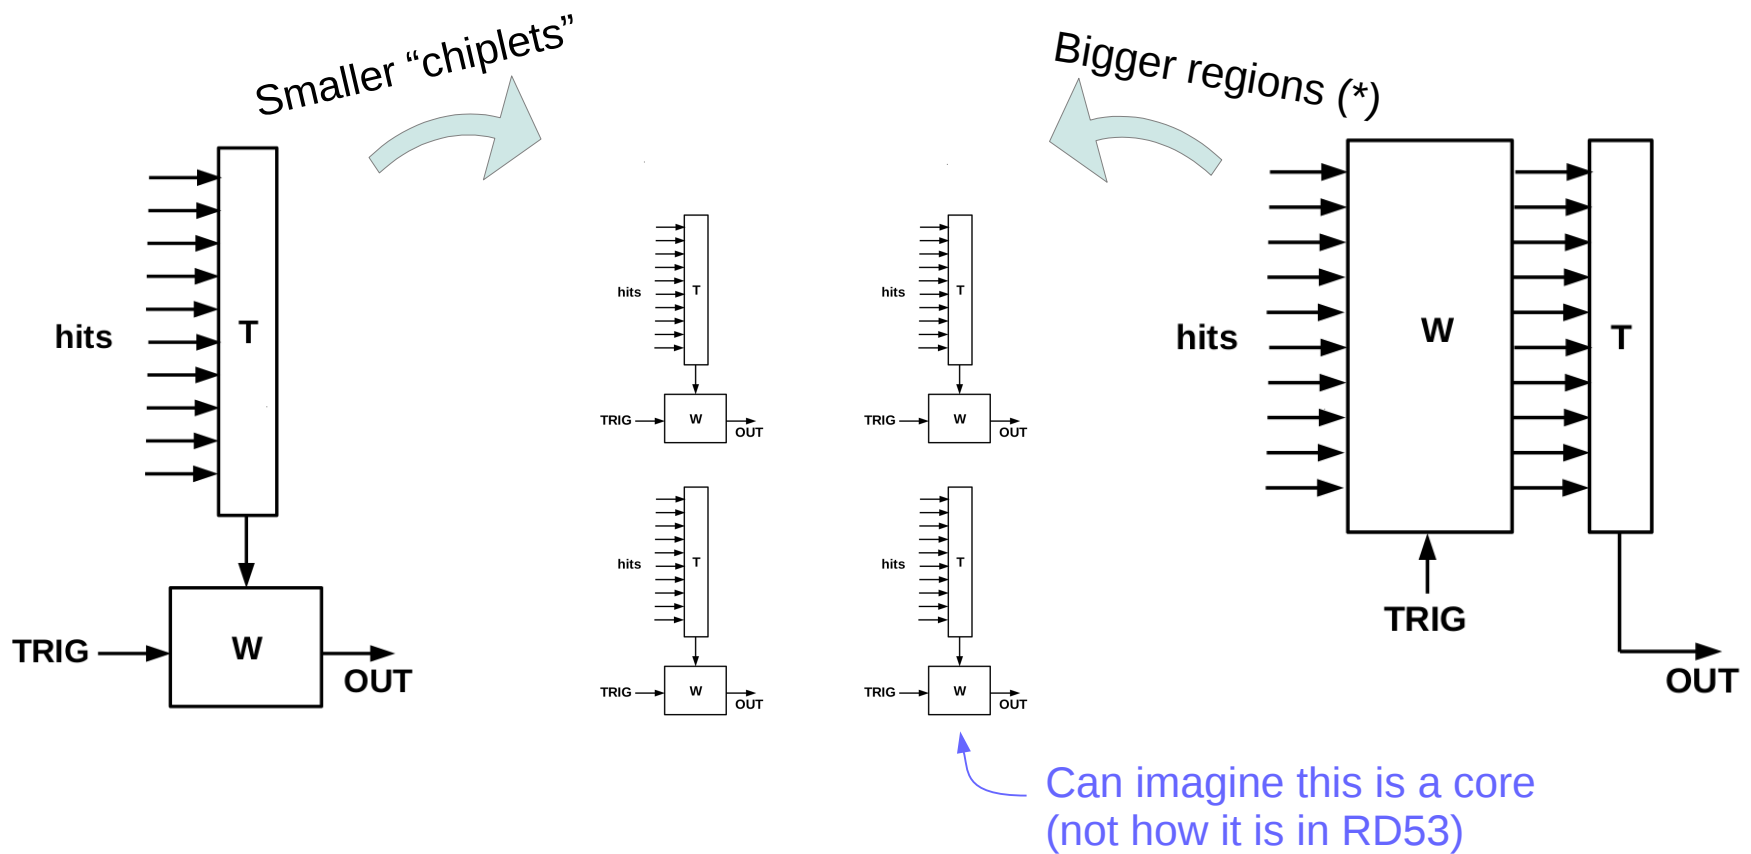 Smaller “chiplets”
Bigger regions (*)
hits
T
TRIG
W
OUT
hits
T
TRIG
W
OUT
hits
T
TRIG
W
OUT
hits
T
TRIG
W
OUT
hits
T
TRIG
W
OUT
hits
W
T
TRIG
OUT
Can imagine this is a core
(not how it is in RD53)